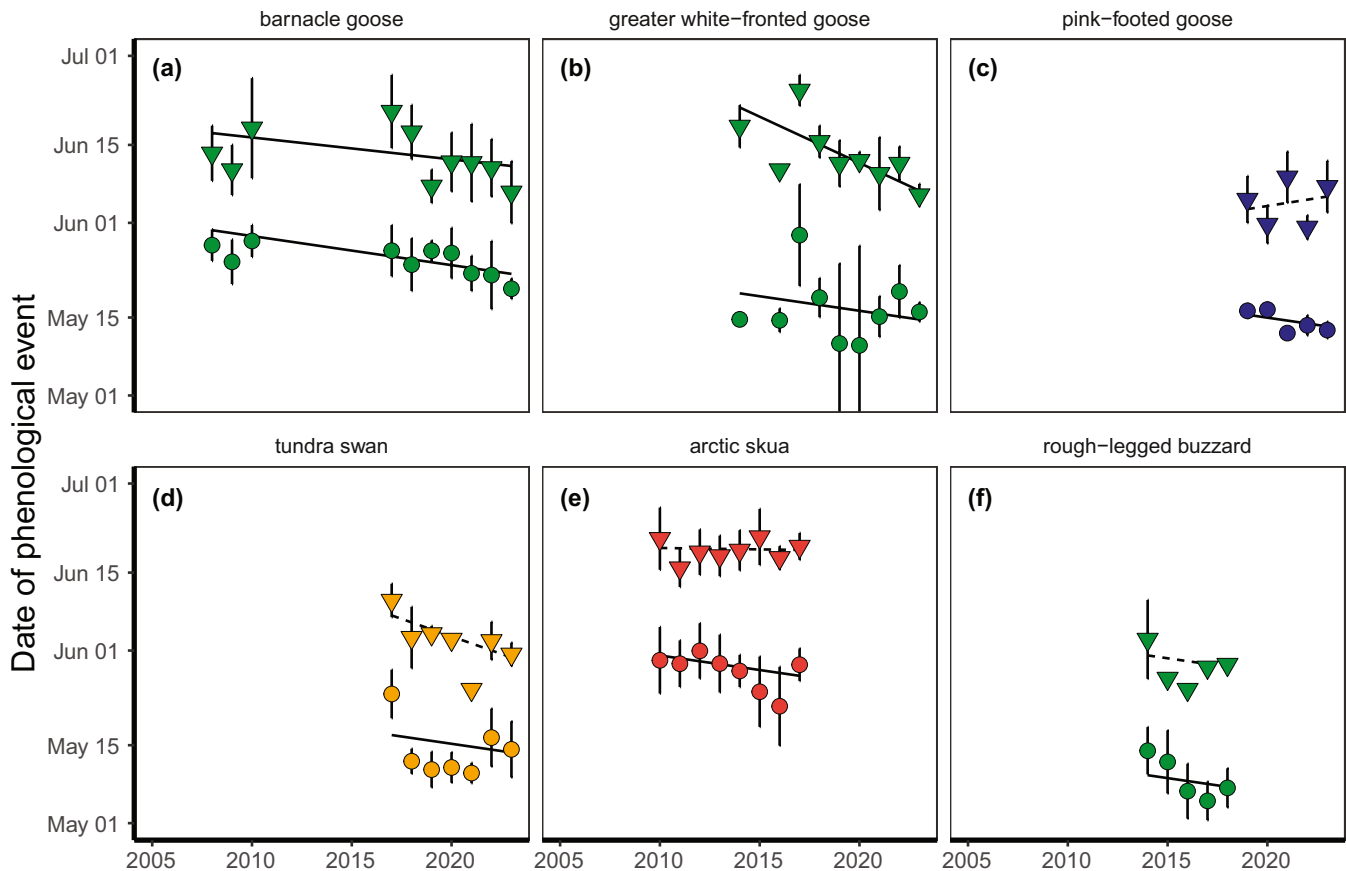 barnacle goose
greater white−fronted goose
pink−footed goose
(a)
(b)
(c)
Jul 01
Jun 15
Jun 01
May 15
May 01
Date of phenological event
tundra swan
arctic skua
rough−legged buzzard
(d)
(e)
(f)
Jul 01
Jun 15
Jun 01
May 15
May 01
2005 2010 2015 2020
2005 2010 2015 2020
2005 2010 2015 2020